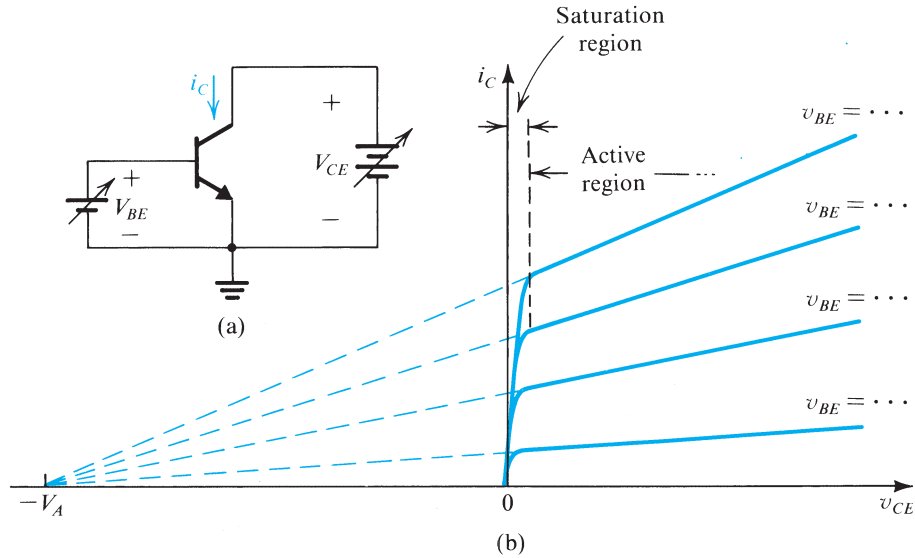 Saturation
region
i_C
i_C
+
V_CE
−
+
V_BE
−
(a)
Active
region
v_BE = · · ·
v_BE = · · ·
v_BE = · · ·
v_BE = · · ·
−V_A
0
v_CE
(b)